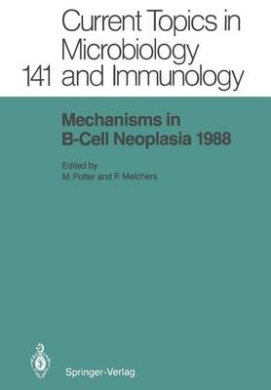 Current Topics in
Microbiology
141 and Immunology
Mechanisms in
B-Cell Neoplasia 1988
Edited by
M. Potter and F. Melchers
Springer-Verlag